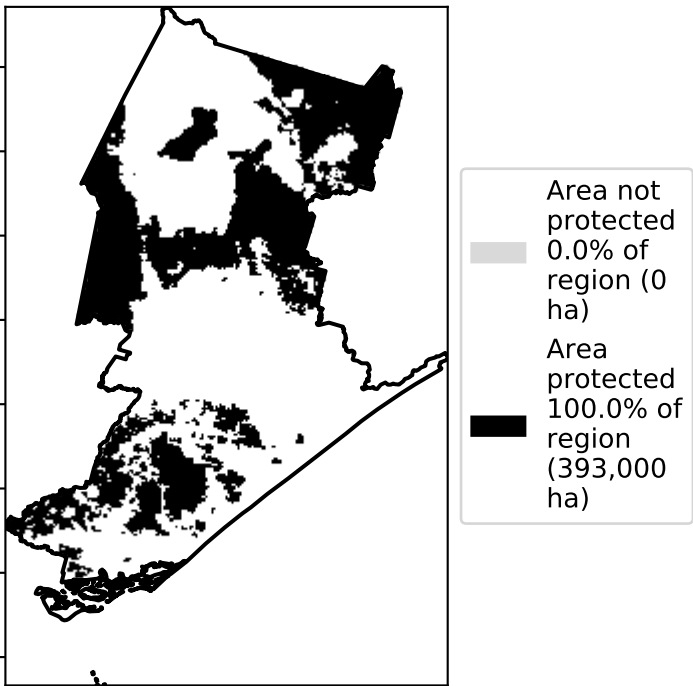 Area not
protected
0.0% of
region (0
ha)
Area
protected
100.0% of
region
(393,000
ha)